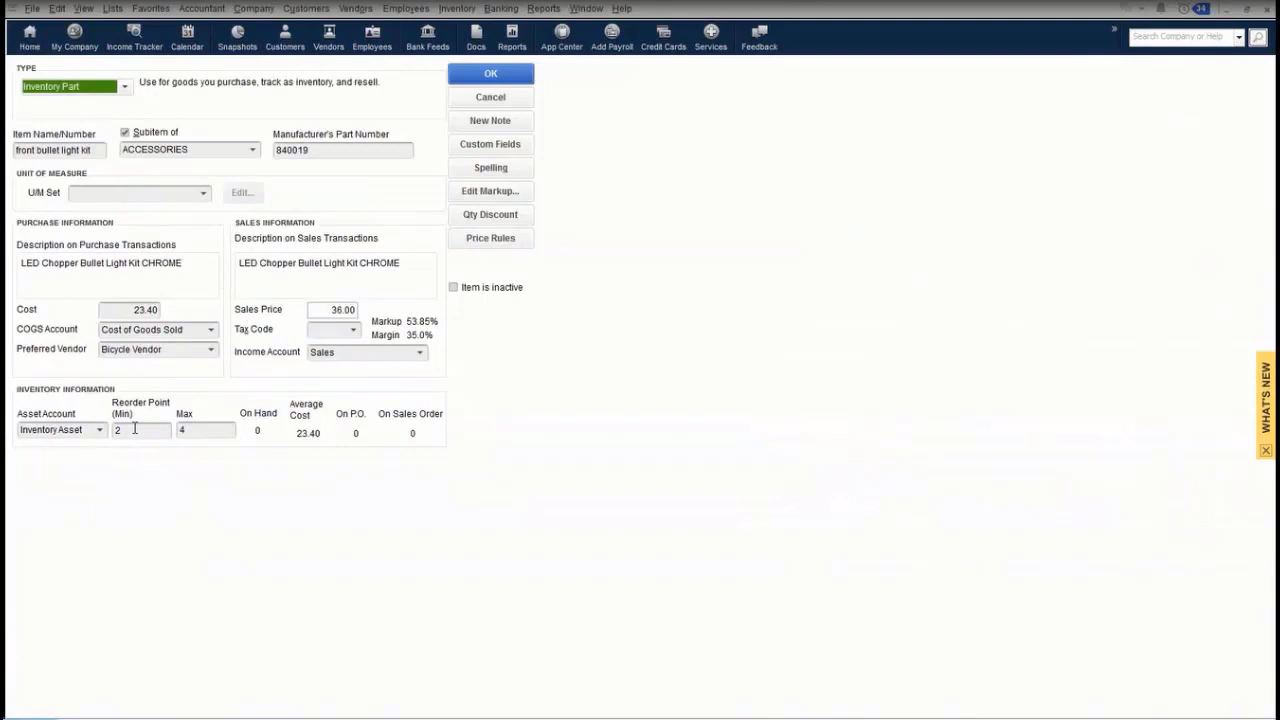 File Edit View Lists Favorites Accountant Company Customers Vendors Employees Inventory Banking Reports Window Help
34
Home My Company Income Tracker Calendar Snapshots Customers Vendors Employees Bank Feeds Docs Reports App Center Add Payroll Credit Cards Services Feedback
» Search Company or Help
TYPE
Inventory Part Use for goods you purchase, track as inventory, and resell.
OK
Cancel
New Note
Custom Fields
Spelling
Edit Markup...
Qty Discount
Price Rules
Item is inactive
Item Name/Number Subitem of Manufacturer's Part Number
front bullet light kit ACCESSORIES 840019
UNIT OF MEASURE
U/M Set Edit...
PURCHASE INFORMATION
Description on Purchase Transactions
LED Chopper Bullet Light Kit CHROME
Cost 23.40
COGS Account Cost of Goods Sold
Preferred Vendor Bicycle Vendor
SALES INFORMATION
Description on Sales Transactions
LED Chopper Bullet Light Kit CHROME
Sales Price 36.00
Tax Code
Markup 53.85%
Margin 35.0%
Income Account Sales
INVENTORY INFORMATION
Asset Account
Inventory Asset
Reorder Point
(Min)
2
Max
4
On Hand
0
Average
Cost
23.40
On P.O.
0
On Sales Order
0
WHAT'S NEW